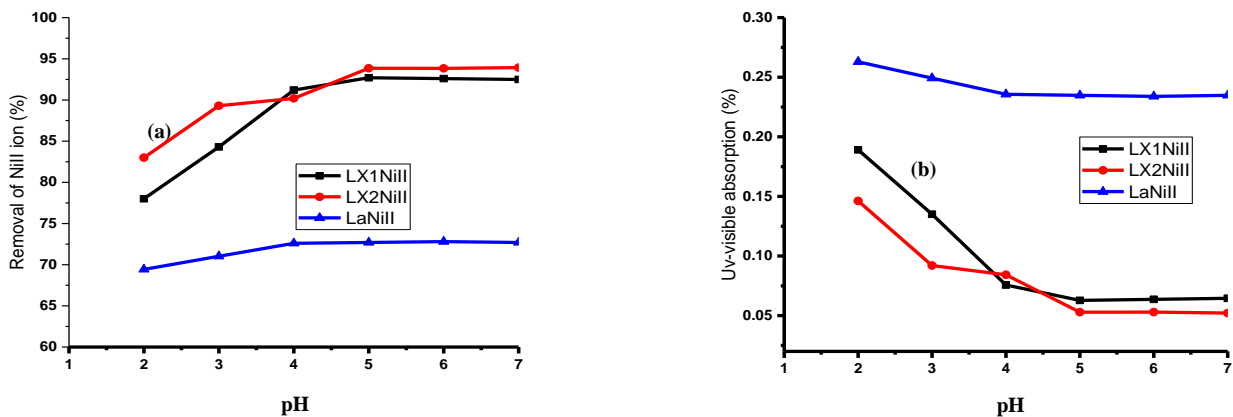 Removal of NiII ion (%)
100
95
90
85
80
75
70
65
60
1 2 3 4 5 6 7
pH
(a)
LX1NiII
LX2NiII
LaNiII
Uv-visible absorption (%)
0.30
0.25
0.20
0.15
0.10
0.05
1 2 3 4 5 6 7
pH
(b)
LX1NiII
LX2NiII
LaNiII